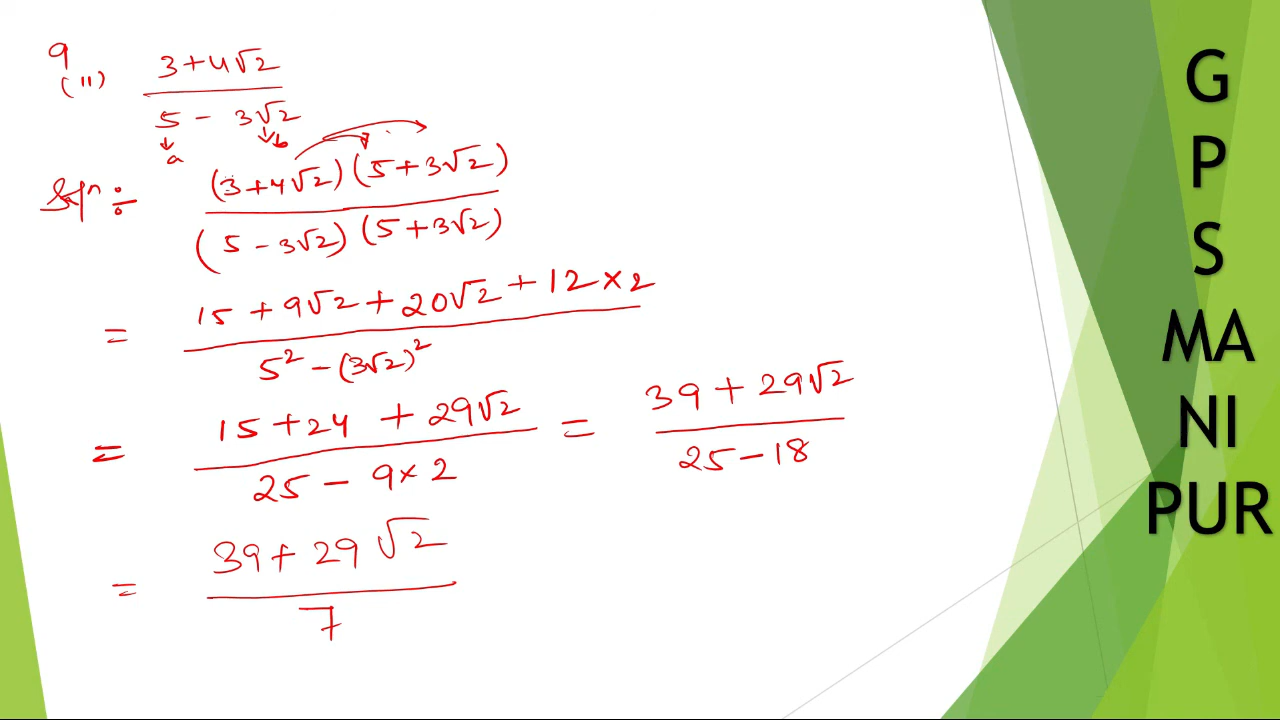 9
(ii) 3+4√2
5 - 3√2
a b
Solⁿ ÷ (3+4√2)(5+3√2)
(5-3√2)(5+3√2)
= 15+9√2+20√2+12×2
5²-(3√2)²
= 15+24+29√2 = 39+29√2
25-9×2 25-18
= 39+29√2
7
G
P
S
MA
NI
PUR